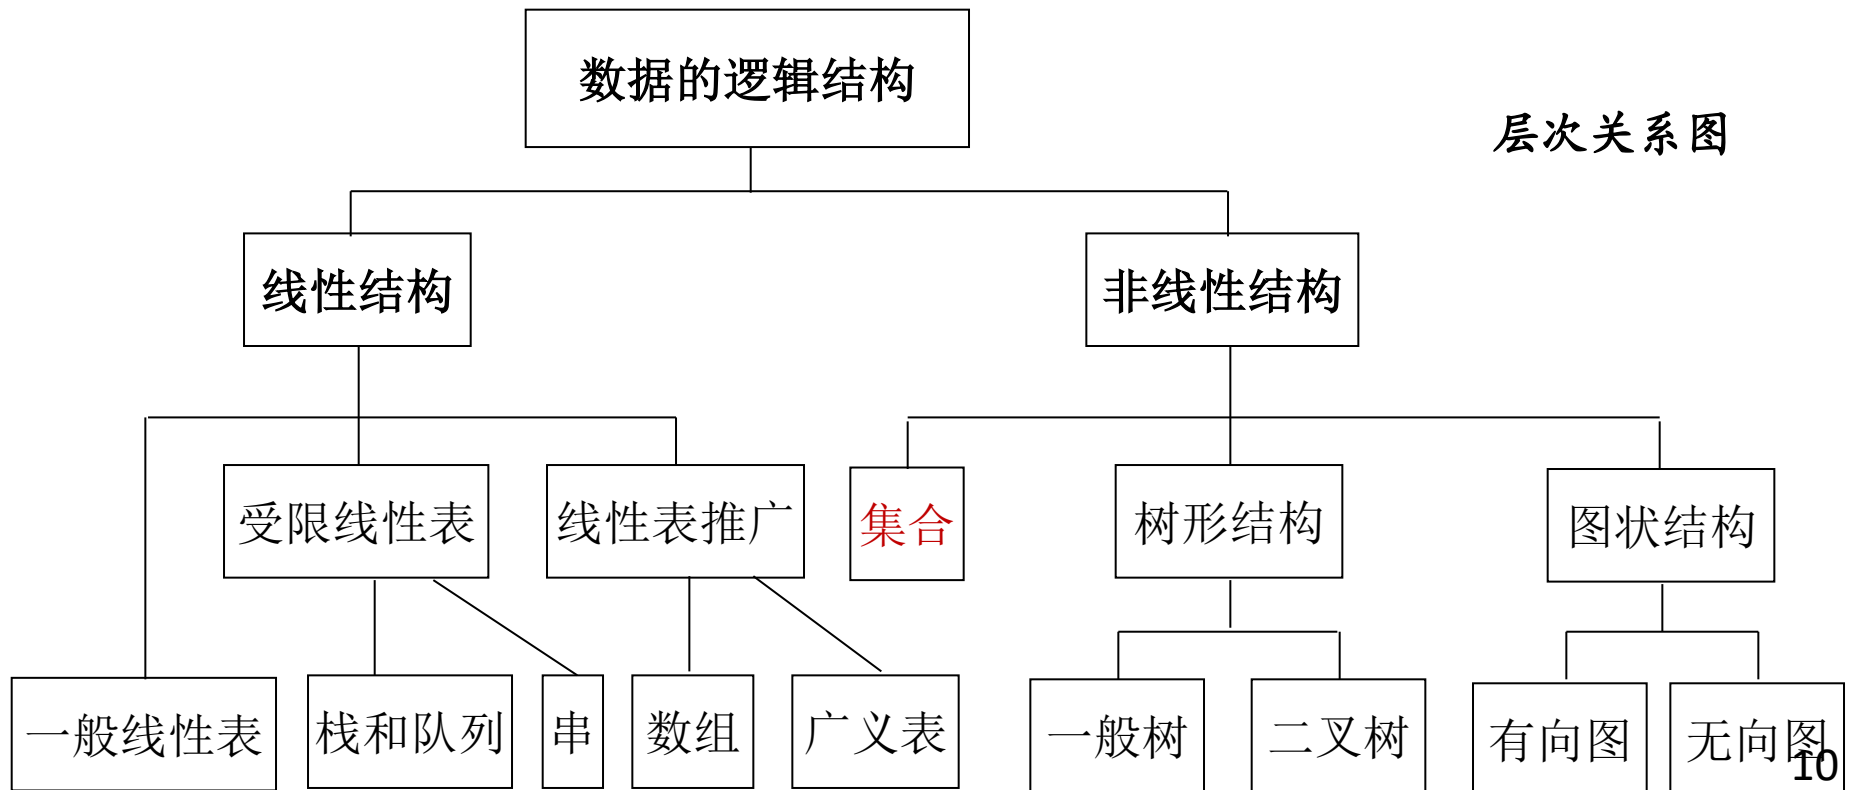 数据的逻辑结构
层次关系图
线性结构
非线性结构
受限线性表
线性表推广
集合
树形结构
图状结构
一般线性表
栈和队列
串
数组
广义表
一般树
二叉树
有向图
无向图
10